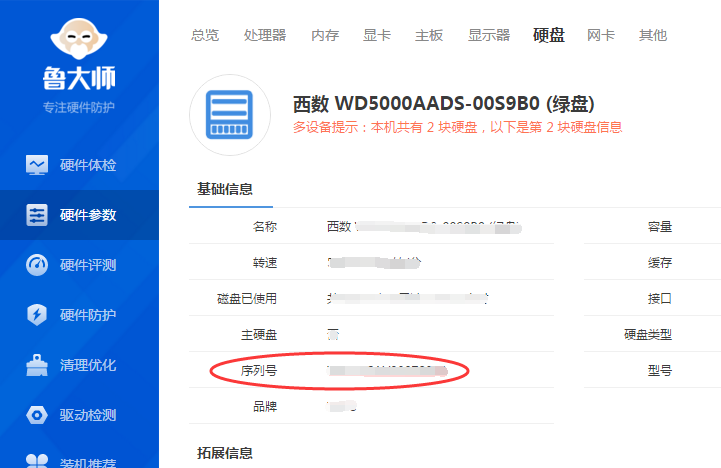 鲁大师
专注硬件防护
硬件体检
硬件参数
硬件评测
硬件防护
清理优化
驱动检测
装机推荐
总览 处理器 内存 显卡 主板 显示器 硬盘 网卡 其他
西数 WD5000AADS-00S9B0 (绿盘)
多设备提示：本机共有 2 块硬盘，以下是第 2 块硬盘信息
基础信息
名称 西数 容量
转速 缓存
磁盘已使用 接口
主硬盘 否 硬盘类型
序列号 型号
品牌
拓展信息